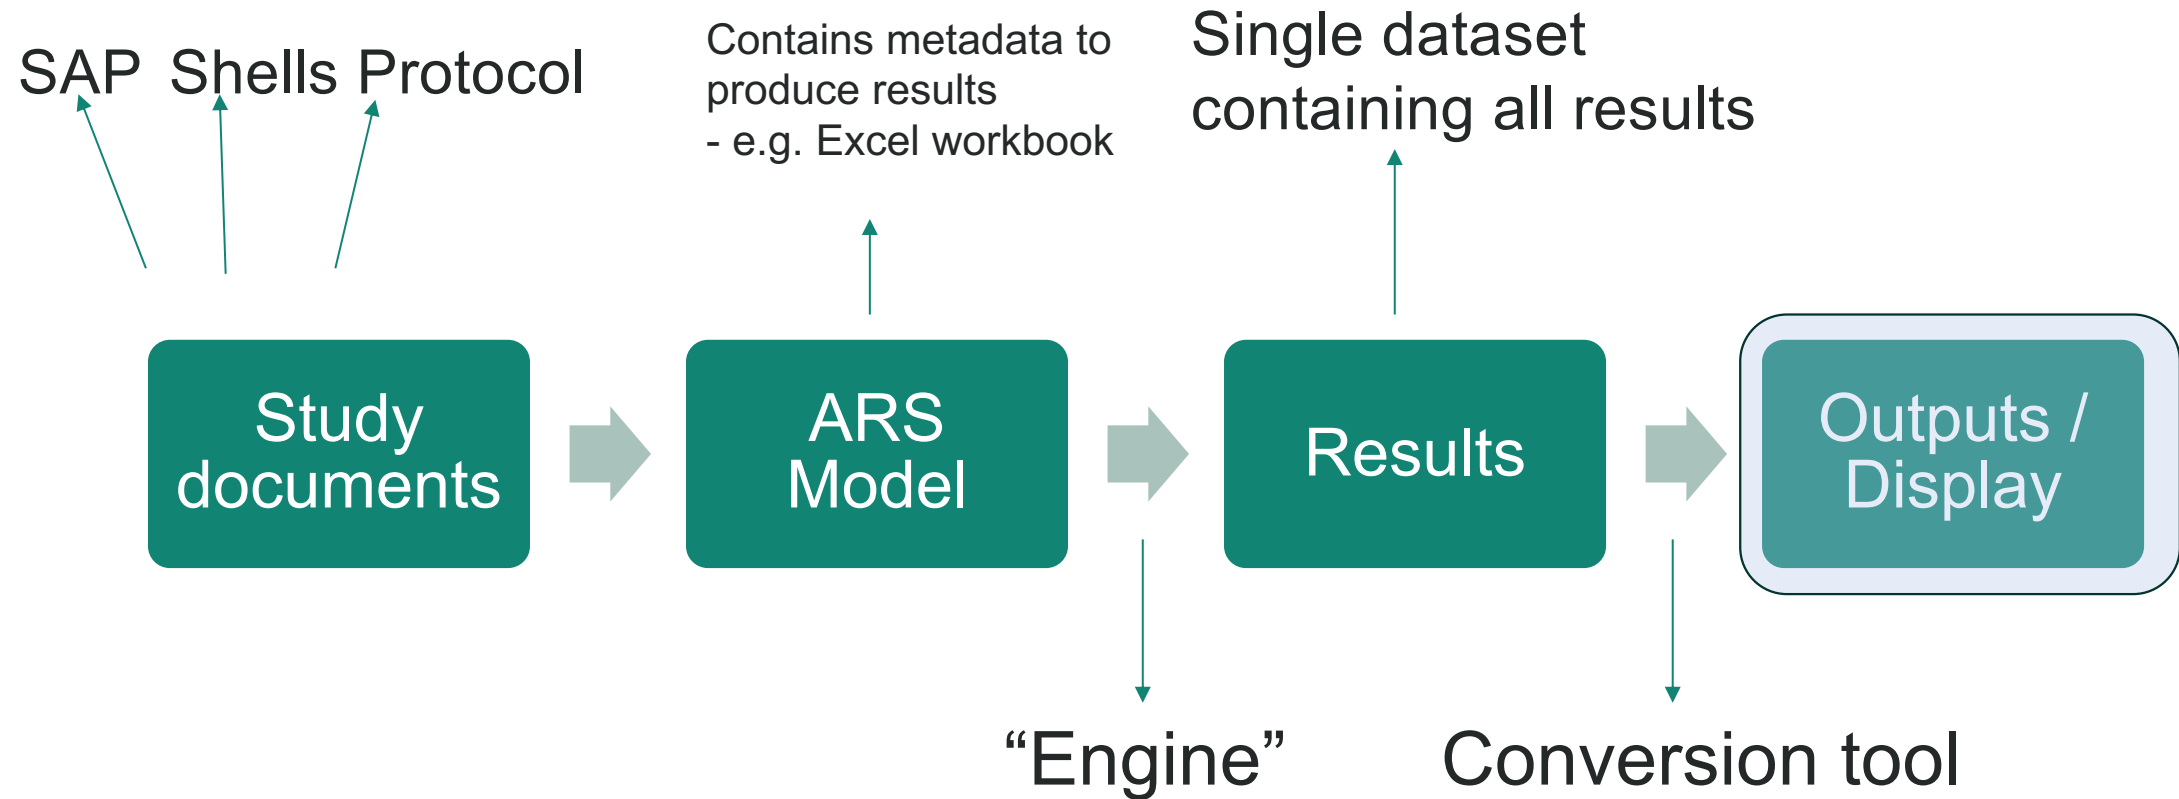 SAP Shells Protocol
Contains metadata to
produce results
- e.g. Excel workbook
Single dataset
containing all results
Study
documents
ARS
Model
Results
Outputs /
Display
“Engine”
Conversion tool